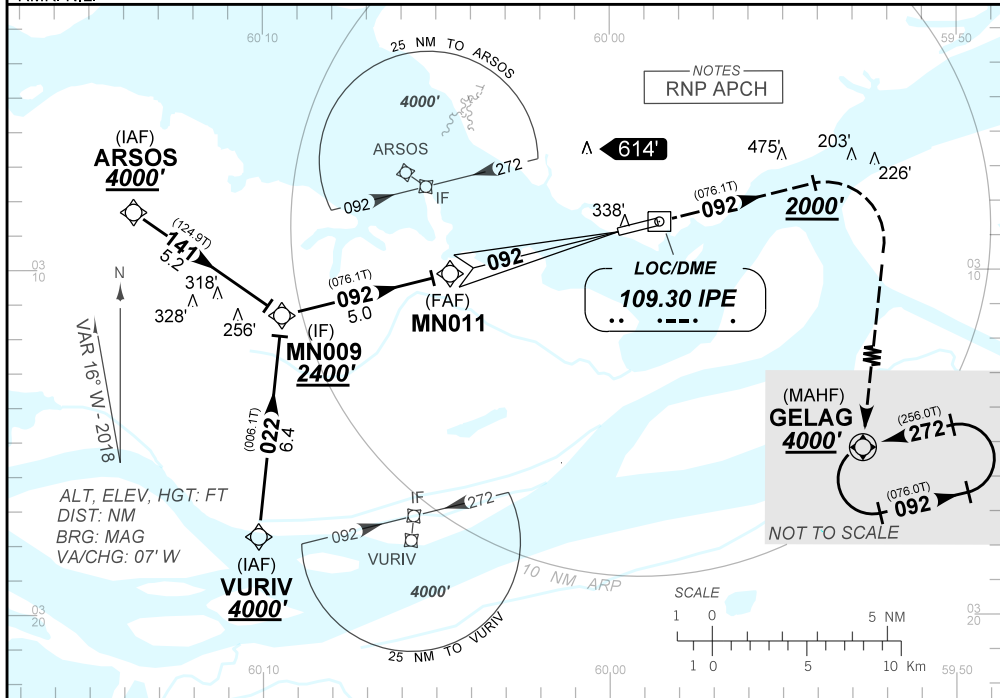 60 10
60 00
59 50
25 NM TO ARSOS
4000'
ARSOS
IF
092
272
NOTES
RNP APCH
614'
475'
203'
226'
338'
(IAF)
ARSOS
4000'
(124.9T)
141
5.2
318'
328'
256'
03
10
N
VAR 16° W - 2018
(076.1T)
092
5.0
(IF)
MN009
2400'
(FAF)
MN011
092
(076.1T)
092
2000'
LOC/DME
109.30 IPE
03
10
(006.1T)
022
6.4
(IAF)
VURIV
4000'
(MAHF)
GELAG
4000'
(256.0T)
272
(076.0T)
092
NOT TO SCALE
ALT, ELEV, HGT: FT
DIST: NM
BRG: MAG
VA/CHG: 07' W
IF
092
272
VURIV
4000'
25 NM TO VURIV
10 NM ARP
SCALE
1 0 5 NM
1 0 5 10 Km
03
20
03
20
60 10
60 00
59 50